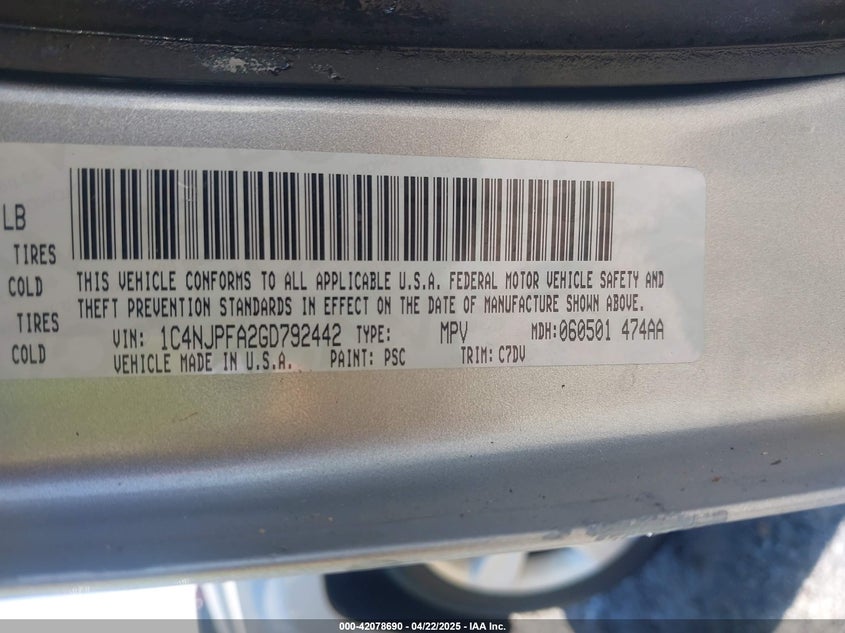 LB
TIRES
COLD
TIRES
COLD
THIS VEHICLE CONFORMS TO ALL APPLICABLE U.S.A. FEDERAL MOTOR VEHICLE SAFETY AND
THEFT PREVENTION STANDARDS IN EFFECT ON THE DATE OF MANUFACTURE SHOWN ABOVE.
VIN: 1C4NJPFA2GD792442 TYPE: MPV MDH:060501 474AA
VEHICLE MADE IN U.S.A. PAINT: PSC TRIM: C7DV
000-42078690 - 04/22/2025 - IAA Inc.